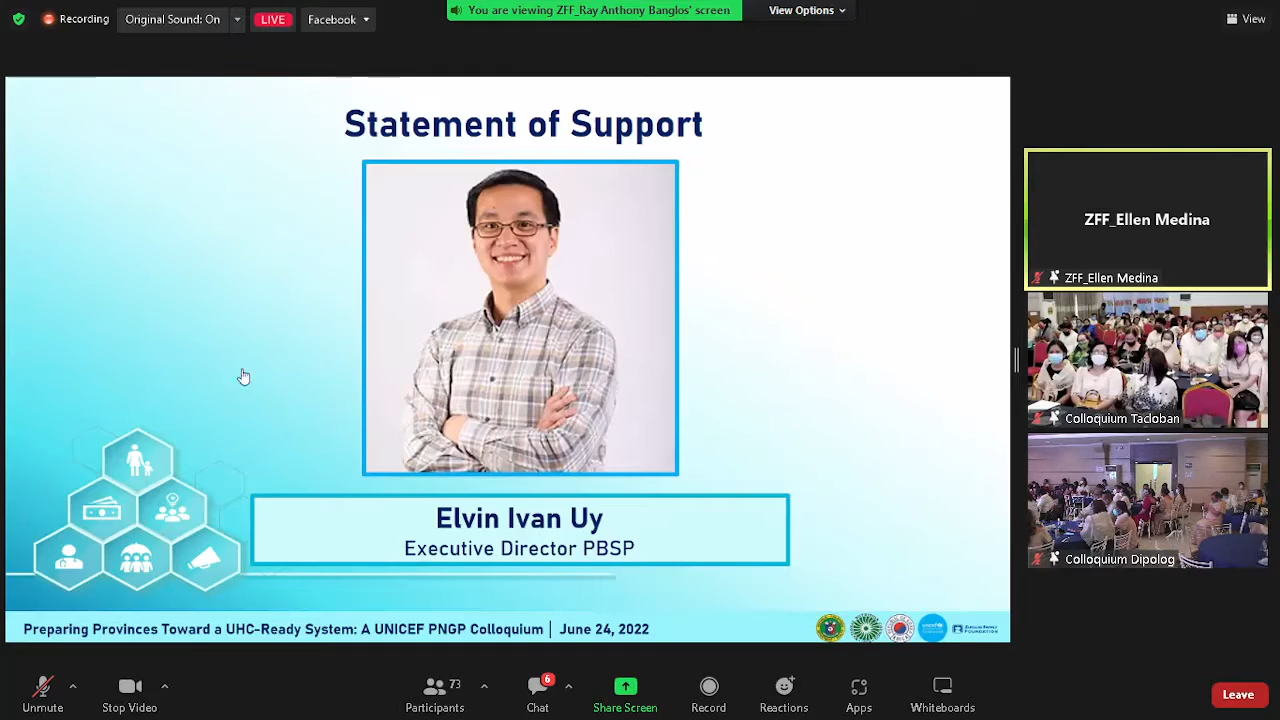 Recording
Original Sound: On
LIVE
Facebook
You are viewing ZFF_Ray Anthony Banglos' screen
View Options
View
Statement of Support
Elvin Ivan Uy
Executive Director PBSP
Preparing Provinces Toward a UHC-Ready System: A UNICEF PNGP Colloquium | June 24, 2022
ZFF_Ellen Medina
ZFF_Ellen Medina
Colloquium Tacloban
Colloquium Dipolog
Unmute
Stop Video
Participants
73
Chat
6
Share Screen
Record
Reactions
Apps
Whiteboards
Leave